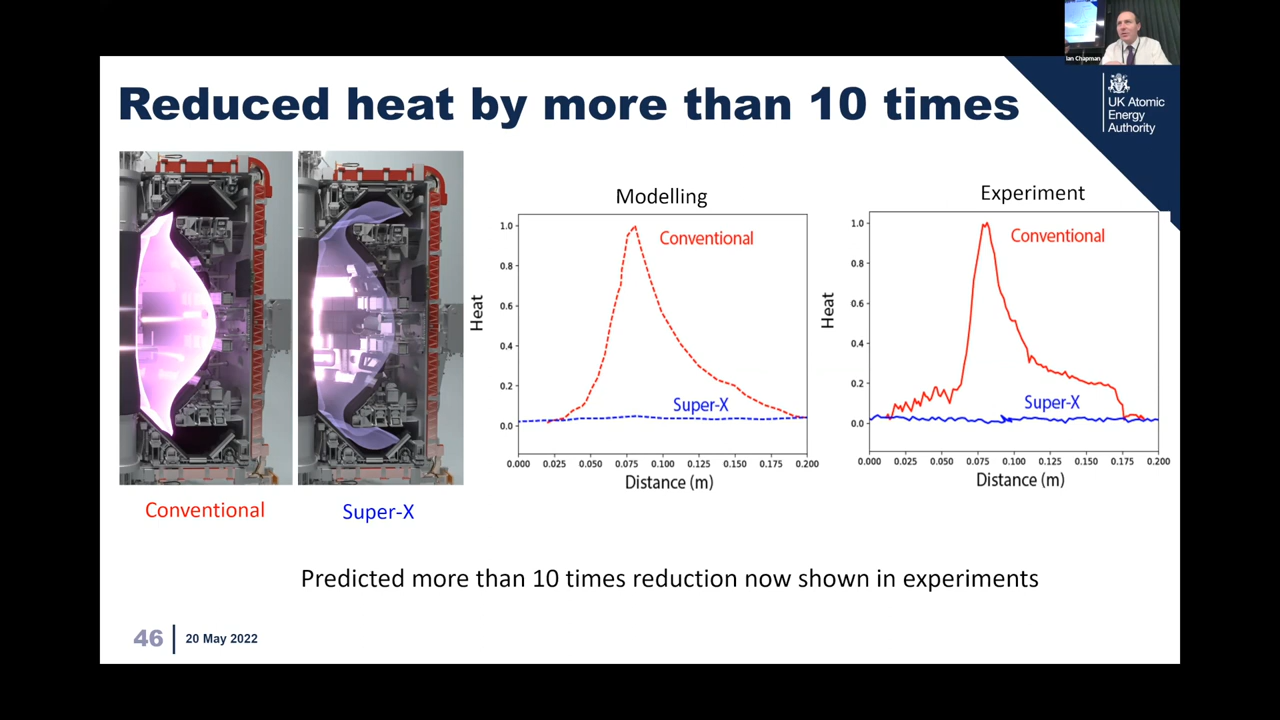 Ian Chapman
Reduced heat by more than 10 times
UK Atomic
Energy
Authority
Modelling
Heat
1.0
0.8
0.6
0.4
0.2
0.0
Conventional
Super-X
0.000 0.025 0.050 0.075 0.100 0.125 0.150 0.175 0.200
Distance (m)
Experiment
Heat
1.0
0.8
0.6
0.4
0.2
0.0
Conventional
Super-X
0.000 0.025 0.050 0.075 0.100 0.125 0.150 0.175 0.200
Distance (m)
Conventional
Super-X
Predicted more than 10 times reduction now shown in experiments
46
20 May 2022